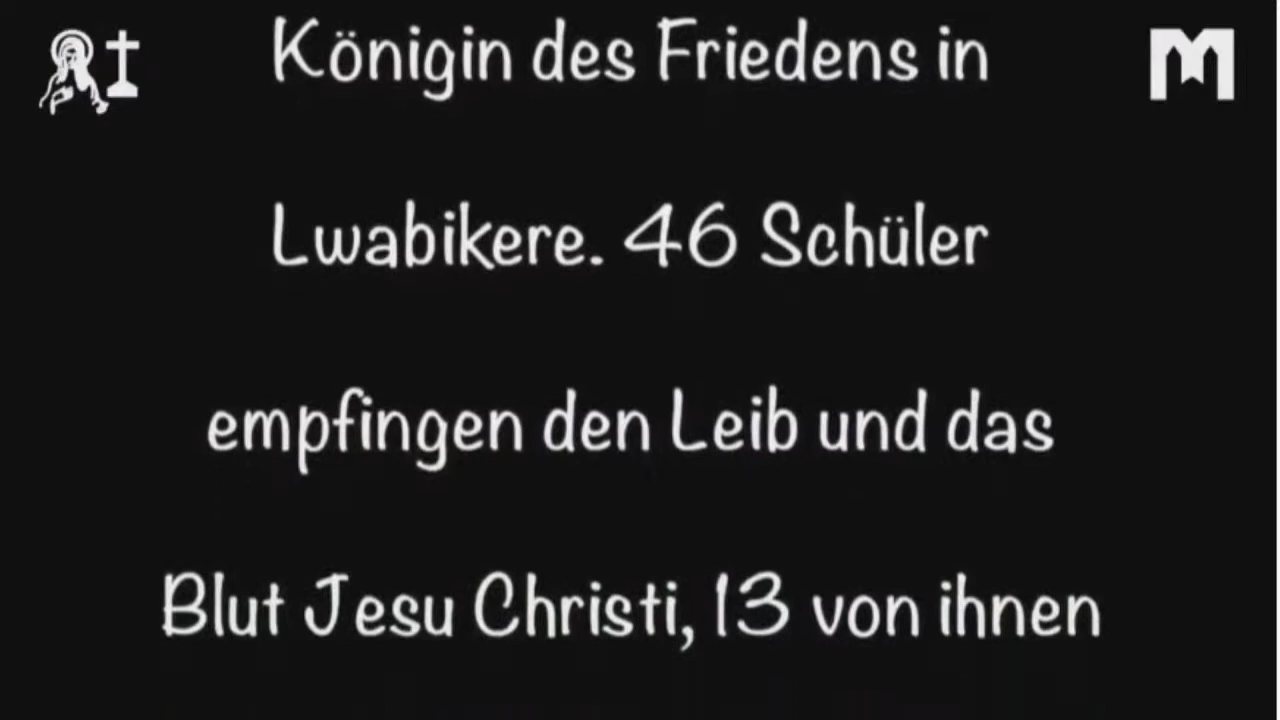 Königin des Friedens in
Lwabikere. 46 Schüler
empfingen den Leib und das
Blut Jesu Christi, 13 von ihnen